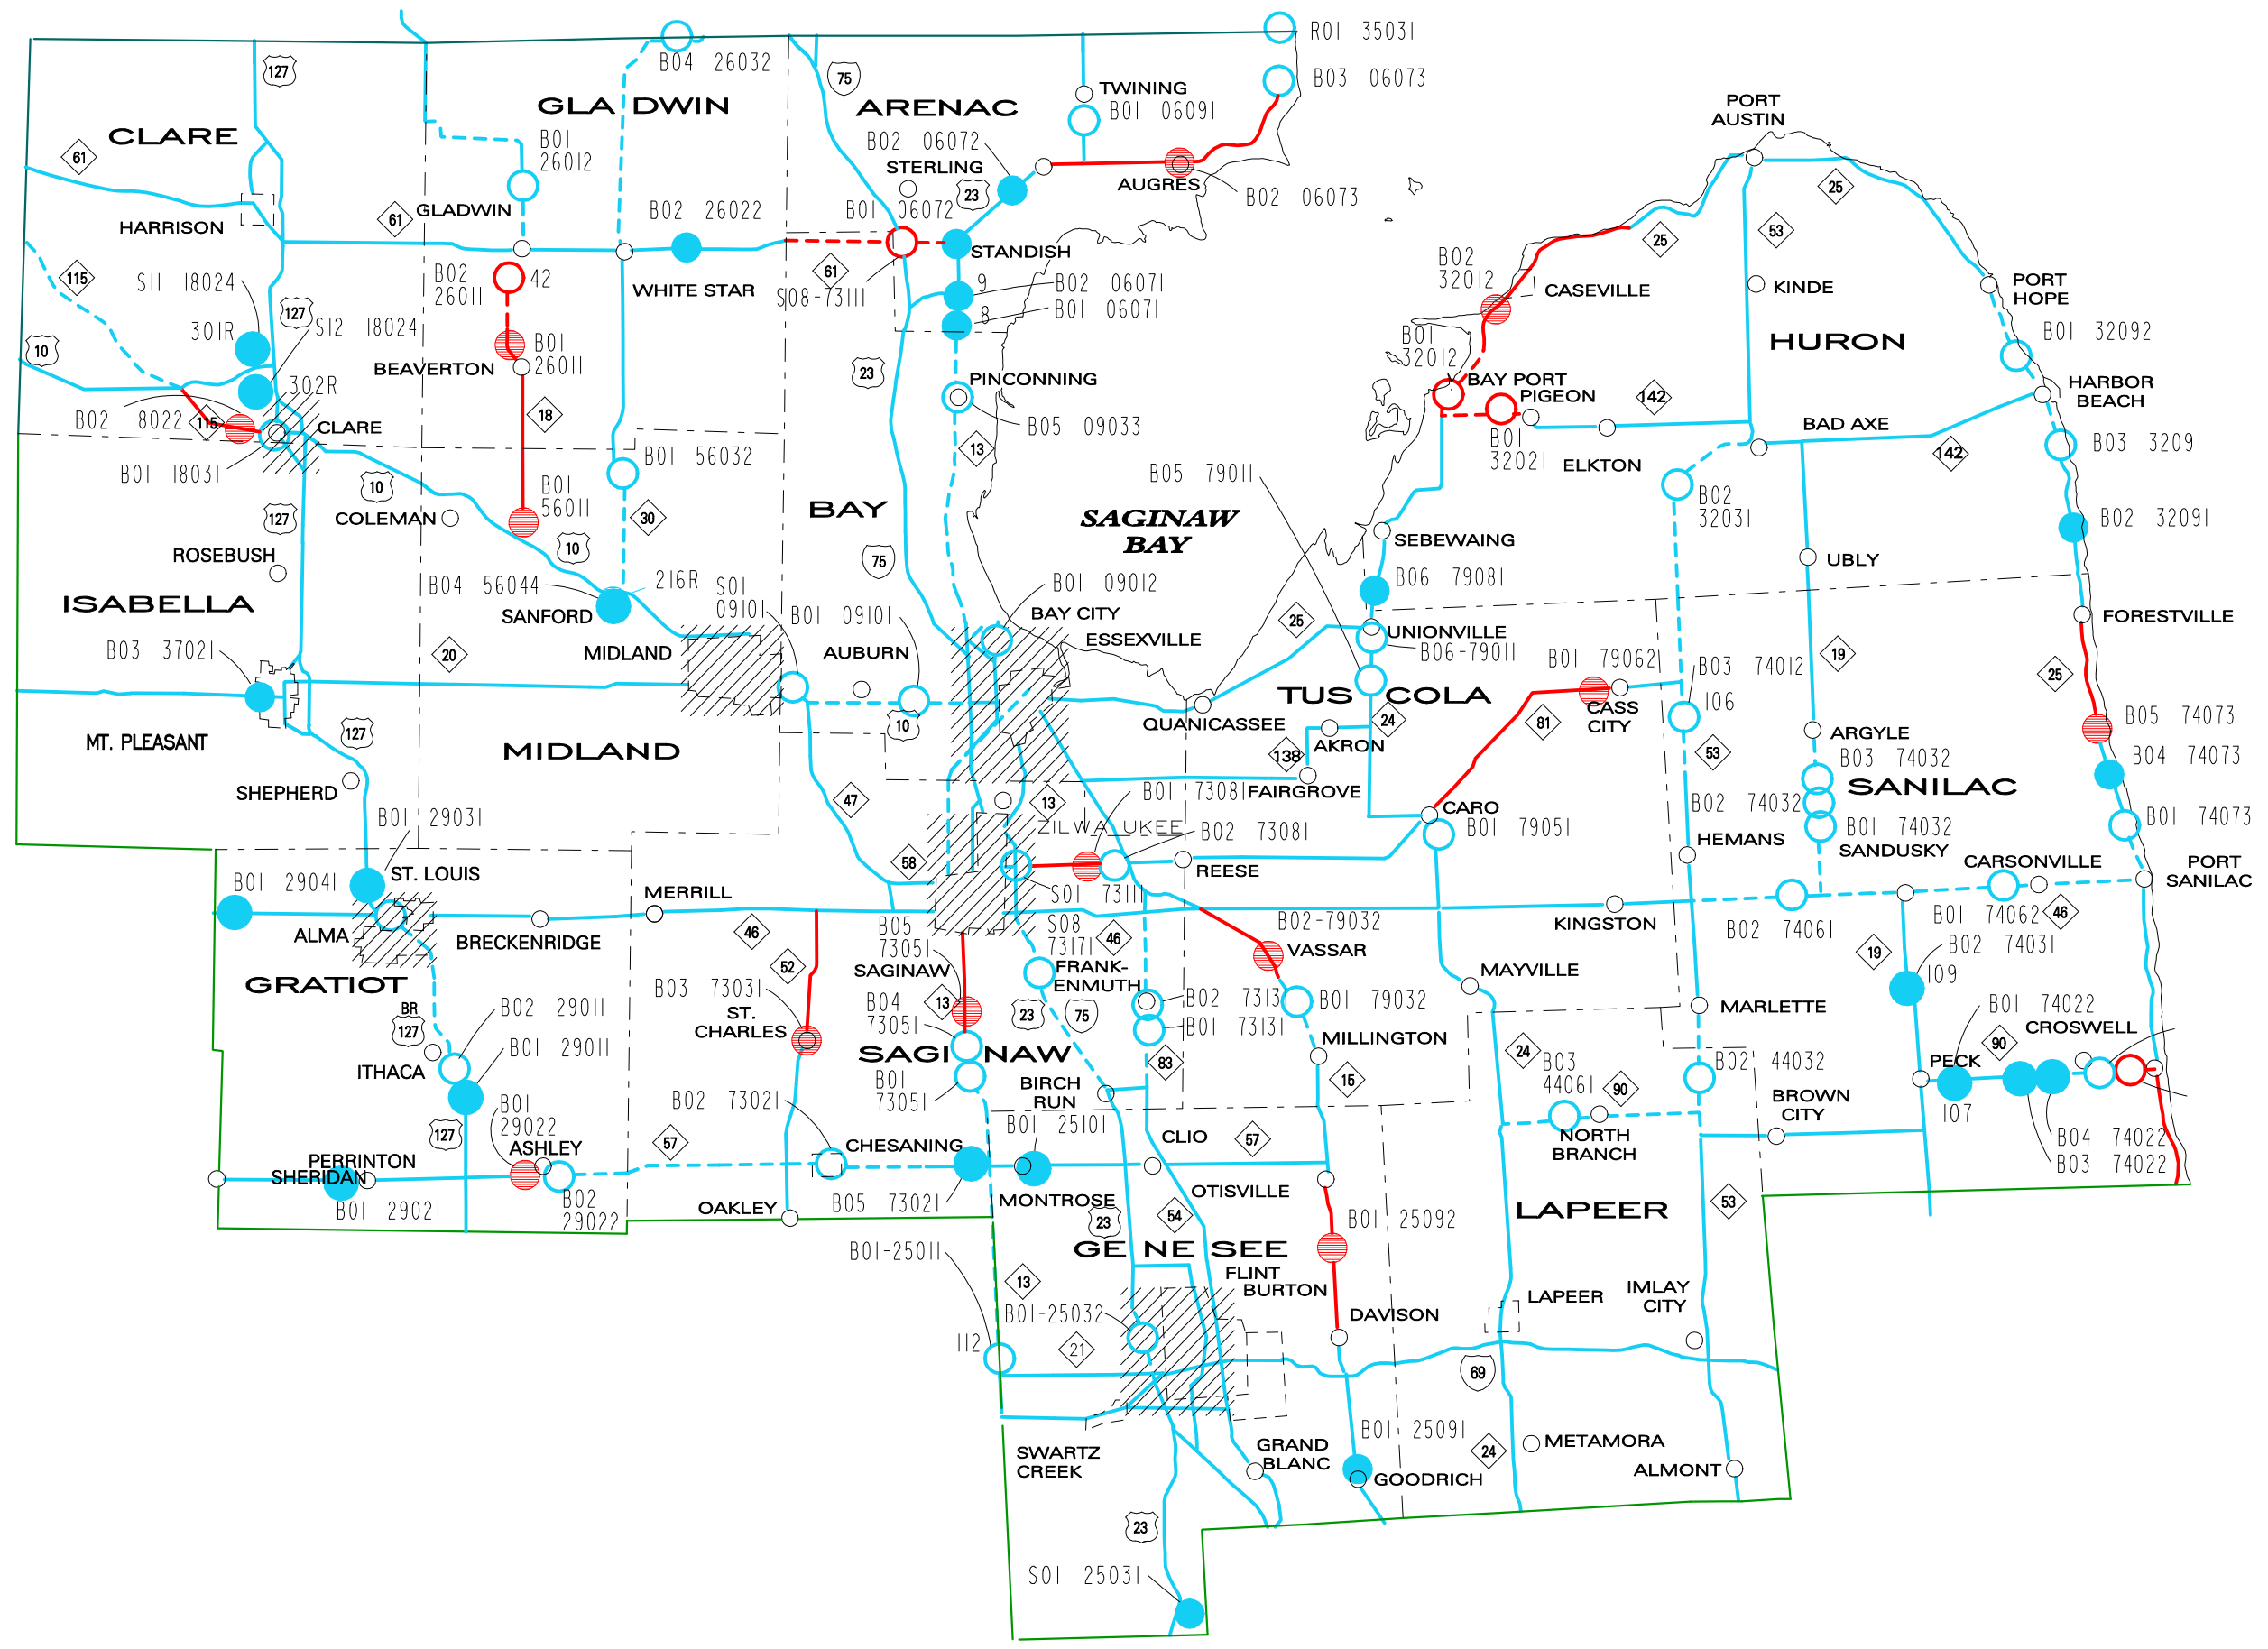 R01 35031
B04 26032
127
75
B03 06073
GLA DWIN
ARENAC
TWINING
B01 06091
PORT
AUSTIN
CLARE
B01
26012
B02 06072
STERLING
61
AUGRES
B02 06073
23
25
GLADWIN
61
B02 26022
B01 06072
HARRISON
STANDISH
25
53
115
S11 18024
B02
26011
42
WHITE STAR
61
S08-73111
9
B02 06071
B02
32012
CASEVILLE
KINDE
PORT
HOPE
127
S12 18024
301R
8
B01 06071
B01
32012
HURON
B01 32092
10
BEAVERTON
B01
26011
23
302R
PINCONNING
BAY PORT
PIGEON
142
HARBOR
BEACH
B02 18022
115
CLARE
18
B05 09033
B01
32021
ELKTON
BAD AXE
142
B03 32091
B01 18031
13
B01 56032
B05 79011
10
B01
56011
BAY
SAGINAW
BAY
B02
32031
B02 32091
127
COLEMAN
30
10
SEBEWAING
ROSEBUSH
75
UBLY
ISABELLA
B04 56044
216R
S01
09101
B01 09101
B01 09012
B06 79081
SANFORD
BAY CITY
25
FORESTVILLE
B03 37021
20
MIDLAND
AUBURN
ESSEXVILLE
UNIONVILLE
B06-79011
B01 79062
B03 74012
19
25
TUS COLA
106
MT. PLEASANT
127
MIDLAND
10
QUANICASSEE
24
AKRON
81
CASS
CITY
53
ARGYLE
B05 74073
138
B03 74032
B04 74073
SHEPHERD
47
13
B01 73081
FAIRGROVE
CARO
B02 74032
SANILAC
B01 29031
ZILWA UKEE
B02 73081
B01 79051
B01 74032
B01 74073
HEMANS
SANDUSKY
58
CARSONVILLE
PORT
SANILAC
B01 29041
ST. LOUIS
MERRILL
S01 73111
REESE
ALMA
BRECKENRIDGE
46
B05
73051
S08
73171
46
B02-79032
KINGSTON
B02 74061
B01 74062
46
VASSAR
B02 74031
GRATIOT
52
SAGINAW
FRANK-
ENMUTH
MAYVILLE
19
109
B03 73031
BR
127
B02 29011
ST.
CHARLES
B04
73051
13
23
75
B02 73131
B01 73131
B01 79032
MARLETTE
B01 74022
B01 29011
SAGI NAW
MILLINGTON
CROSWELL
ITHACA
83
24
90
PECK
B02 44032
B01
73051
BIRCH
RUN
15
B03
44061
90
B01
29022
B02 73021
BROWN
CITY
107
127
B01 25101
ASHLEY
57
CHESANING
CLIO
57
NORTH
BRANCH
B04 74022
PERRINTON
B03 74022
SHERIDAN
B01 29021
B02
29022
OAKLEY
B05 73021
MONTROSE
OTISVILLE
LAPEER
53
23
54
B01 25092
B01-25011
GE NE SEE
13
FLINT
BURTON
LAPEER
IMLAY
CITY
B01-25032
DAVISON
112
21
69
B01 25091
SWARTZ
CREEK
GRAND
BLANC
24
METAMORA
GOODRICH
ALMONT
23
S01 25031